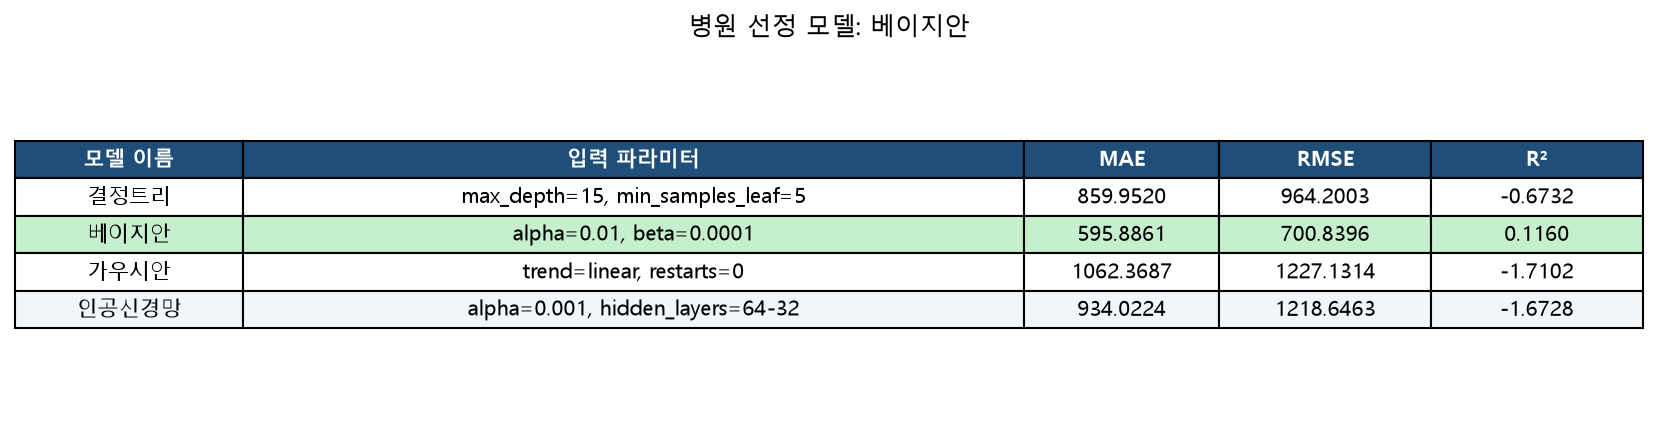 병원 선정 모델: 베이지안
모델 이름 입력 파라미터 MAE RMSE R²
결정트리 max_depth=15, min_samples_leaf=5 859.9520 964.2003 -0.6732
베이지안 alpha=0.01, beta=0.0001 595.8861 700.8396 0.1160
가우시안 trend=linear, restarts=0 1062.3687 1227.1314 -1.7102
인공신경망 alpha=0.001, hidden_layers=64-32 934.0224 1218.6463 -1.6728